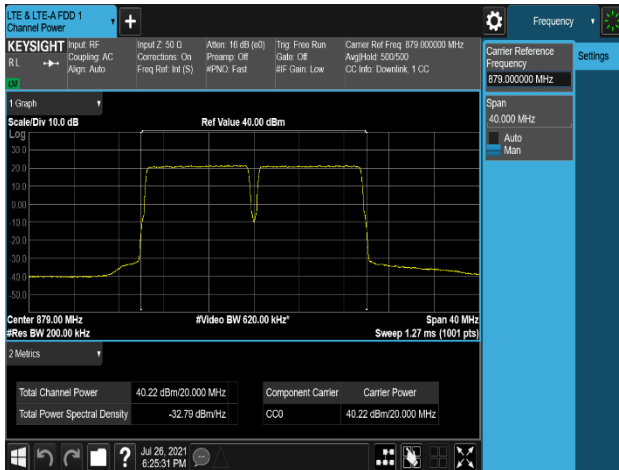 LTE & LTE-A FDD 1
Channel Power
Frequency
KEYSIGHT
Input: RF
Input Z: 50 Ω
Atten: 16 dB (e0)
Trig: Free Run
Carrier Ref Freq: 879.000000 MHz
RL
Coupling: AC
Corrections: On
Preamp: Off
Gate: Off
Avg|Hold: 500/500
Align: Auto
Freq Ref: Int (S)
#PNO: Fast
#IF Gain: Low
CC Info: Downlink, 1 CC
Carrier Reference
Frequency
879.000000 MHz
Settings
Span
40.000 MHz
Auto
Man
1 Graph
Scale/Div 10.0 dB
Ref Value 40.00 dBm
Log
30.0
20.0
10.0
0.00
-10.0
-20.0
-30.0
-40.0
-50.0
Center 879.00 MHz
#Video BW 620.00 kHz*
Span 40 MHz
#Res BW 200.00 kHz
Sweep 1.27 ms (1001 pts)
2 Metrics
Total Channel Power
40.22 dBm/20.000 MHz
Component Carrier
Carrier Power
Total Power Spectral Density
-32.79 dBm/Hz
CC0
40.22 dBm/20.000 MHz
?
Jul 26, 2021
6:25:31 PM